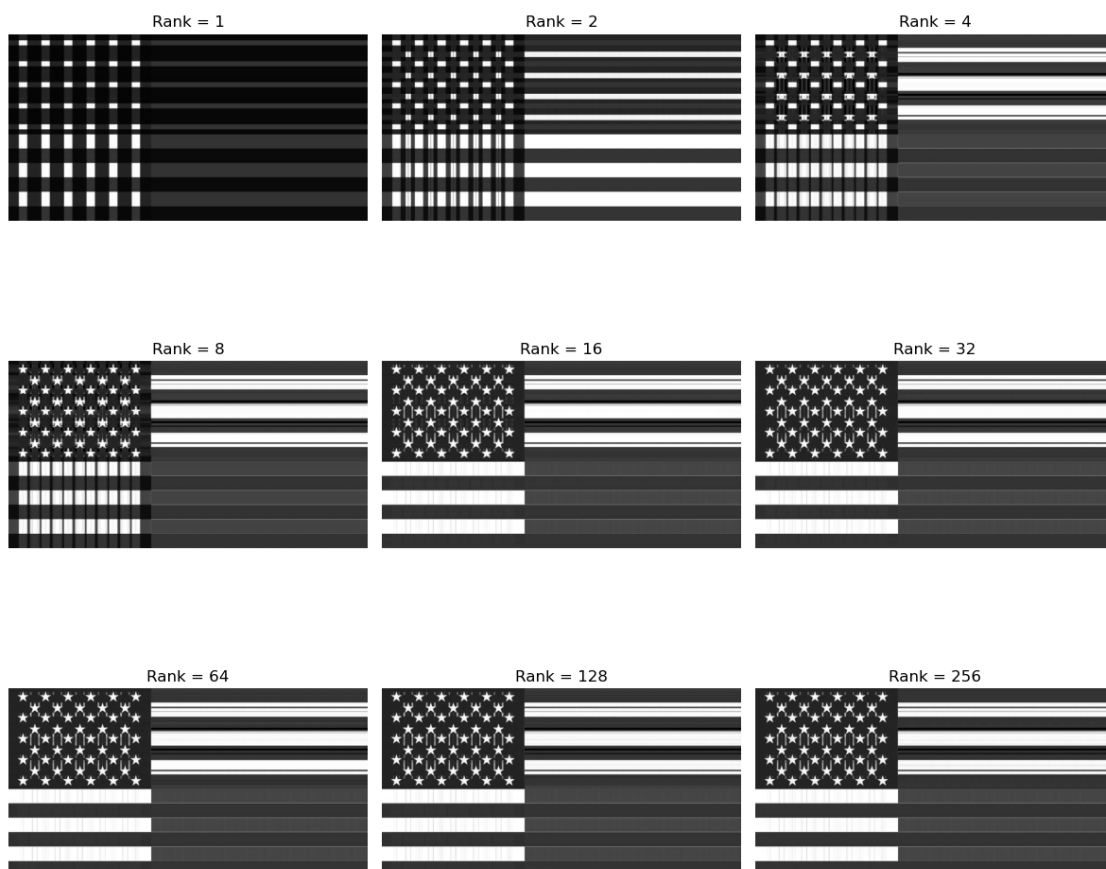 Rank = 1
Rank = 2
Rank = 4
Rank = 8
Rank = 16
Rank = 32
Rank = 64
Rank = 128
Rank = 256